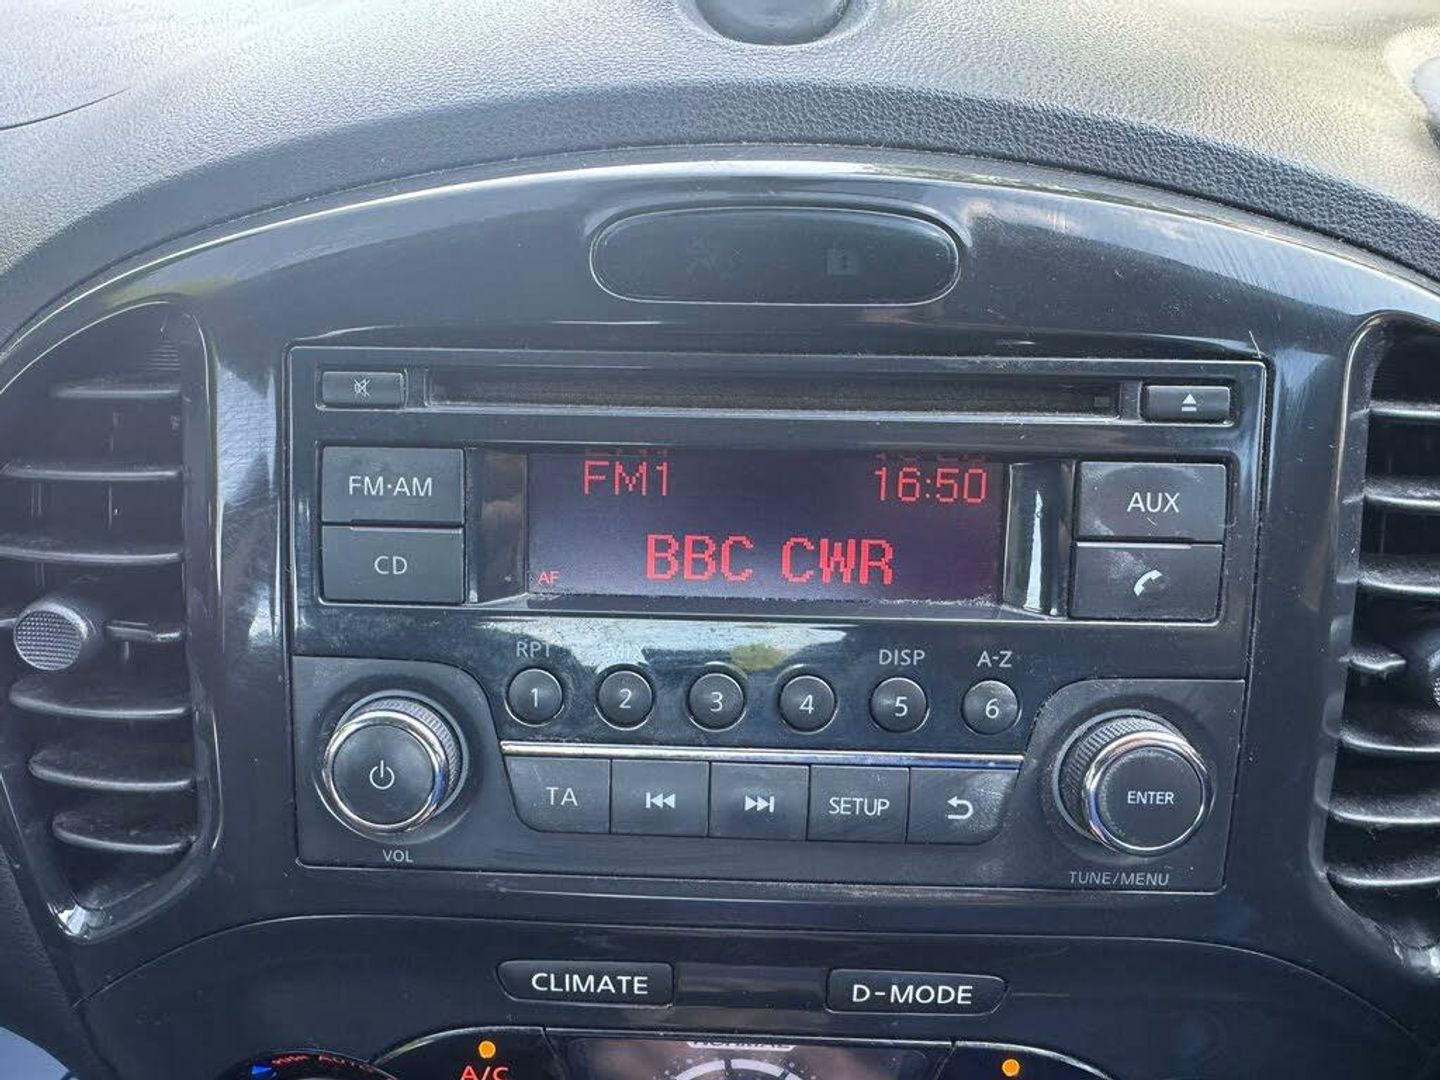 FM·AM
FM1
16:50
AUX
CD
AF
BBC CWR
RPT
DISP
A-Z
1
2
3
4
5
6
TA
SETUP
ENTER
VOL
TUNE/MENU
CLIMATE
D-MODE
A/C